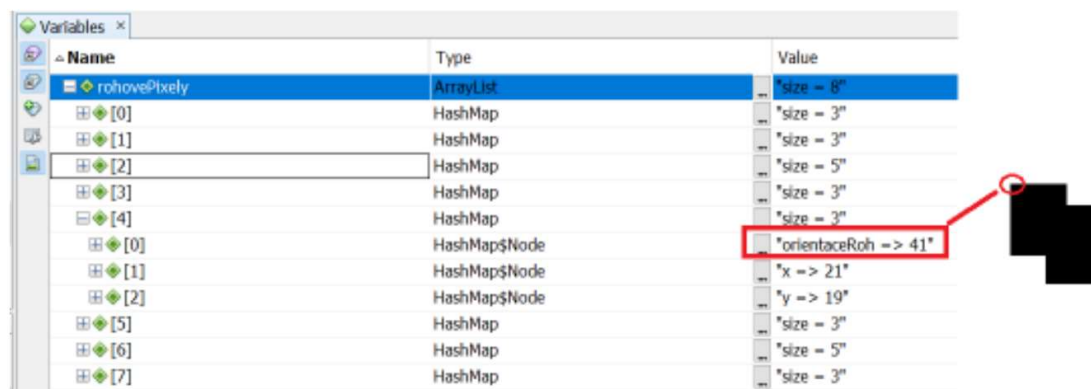 Variables ×
Name Type Value
rohovePixely ArrayList ... "size = 8"
[0] HashMap ... "size = 3"
[1] HashMap ... "size = 3"
[2] HashMap ... "size = 5"
[3] HashMap ... "size = 3"
[4] HashMap ... "size = 3"
[0] HashMap$Node ... "orientaceRoh => 41"
[1] HashMap$Node ... "x => 21"
[2] HashMap$Node ... "y => 19"
[5] HashMap ... "size = 3"
[6] HashMap ... "size = 5"
[7] HashMap ... "size = 3"